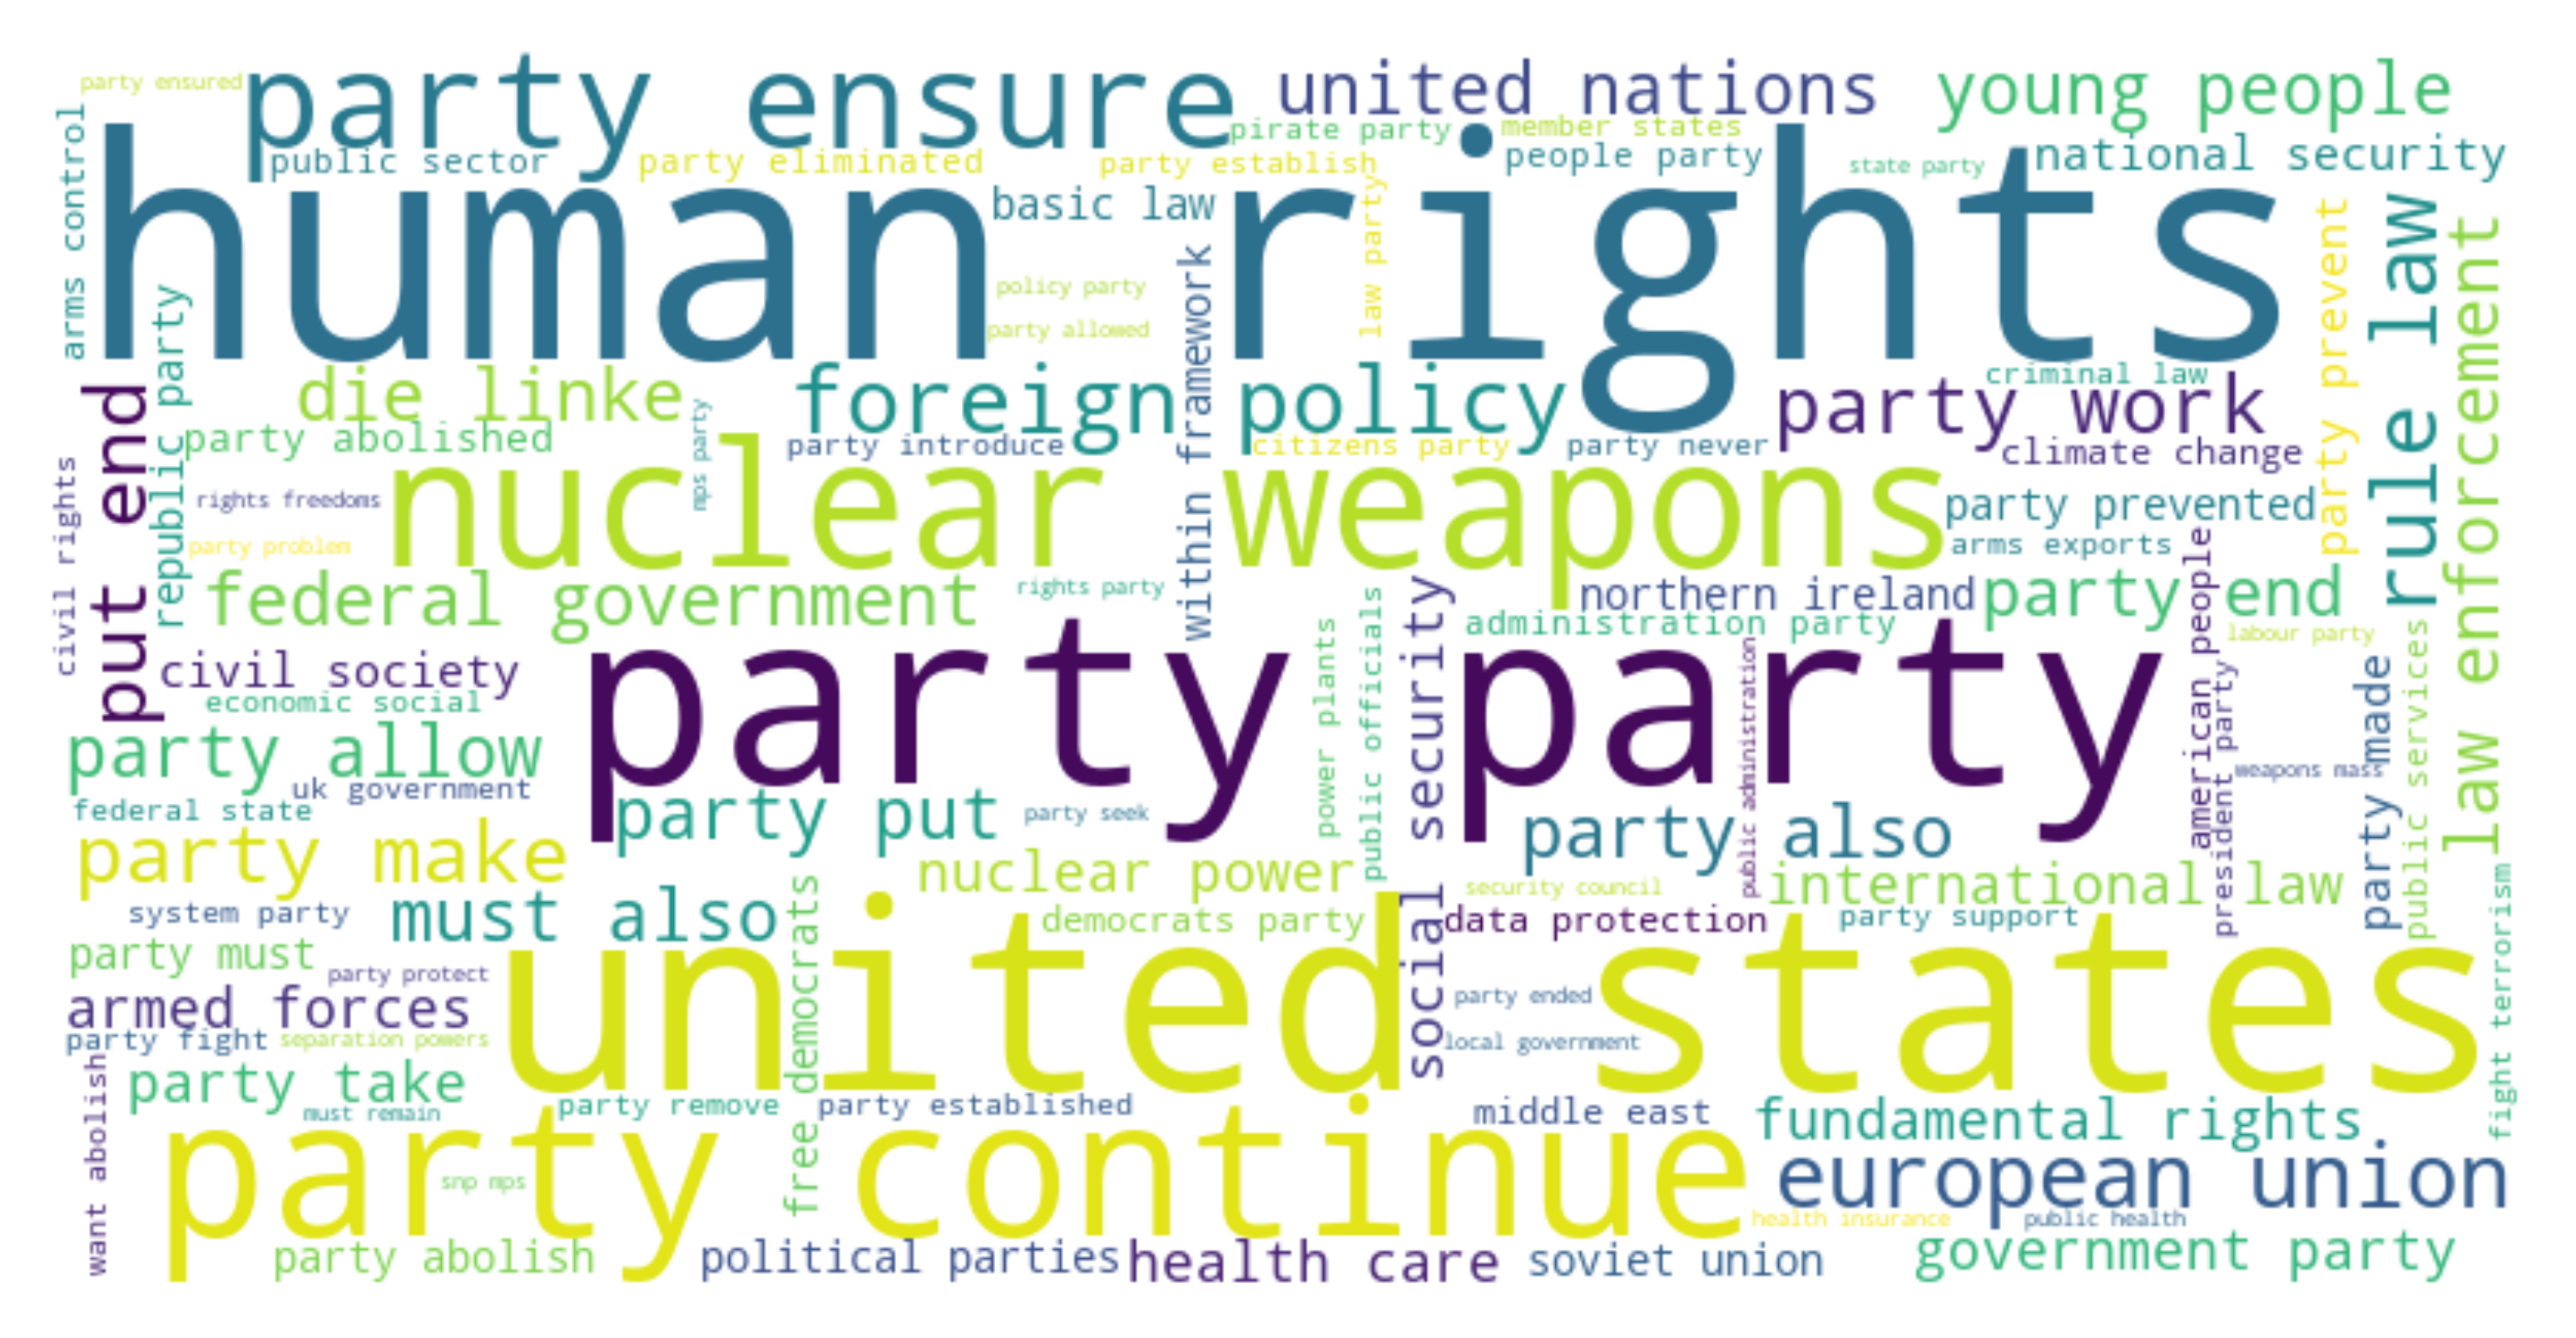 party ensured
party ensure
united nations
young people
pirate party
member states
public sector
party eliminated
party establish
people party
state party
national security
arms control
human rights
basic law
law party
policy party
party allowed
within framework
party prevent
rule law
law enforcement
republic party
put end
die linke
foreign policy
criminal law
party work
party abolished
mps party
party introduce
citizens party
party never
climate change
civil rights
rights freedoms
nuclear weapons
party prevented
party problem
arms exports
american people
federal government
rights party
northern ireland
party end
social security
power plants
public officials
administration party
labour party
civil society
party party
public administration
president party
party made
public services
economic social
party allow
uk government
weapons mass
federal state
party put
party seek
party also
party make
nuclear power
security council
international law
free democrats
fight terrorism
system party
must also
democrats party
data protection
party support
party must
party protect
united states
armed forces
party ended
party fight
separation powers
local government
want abolish
party take
must remain
party remove
party established
middle east
fundamental rights
party continue
snp mps
european union
health insurance
public health
party abolish
political parties
health care
soviet union
government party